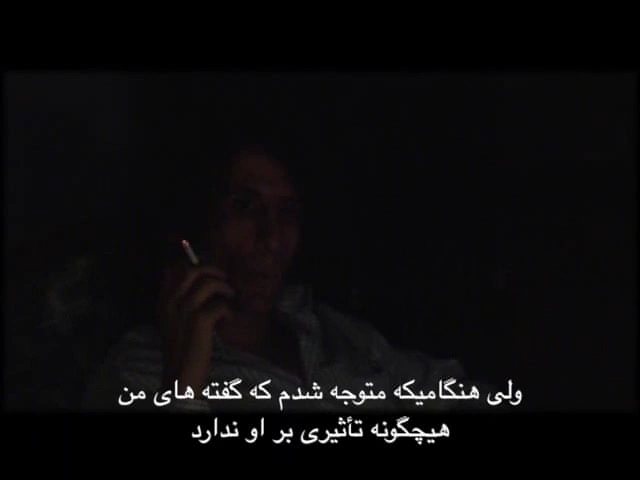 ولی هنگامیکه متوجه شدم که گفته های من
هیچگونه تأثیری بر او ندارد